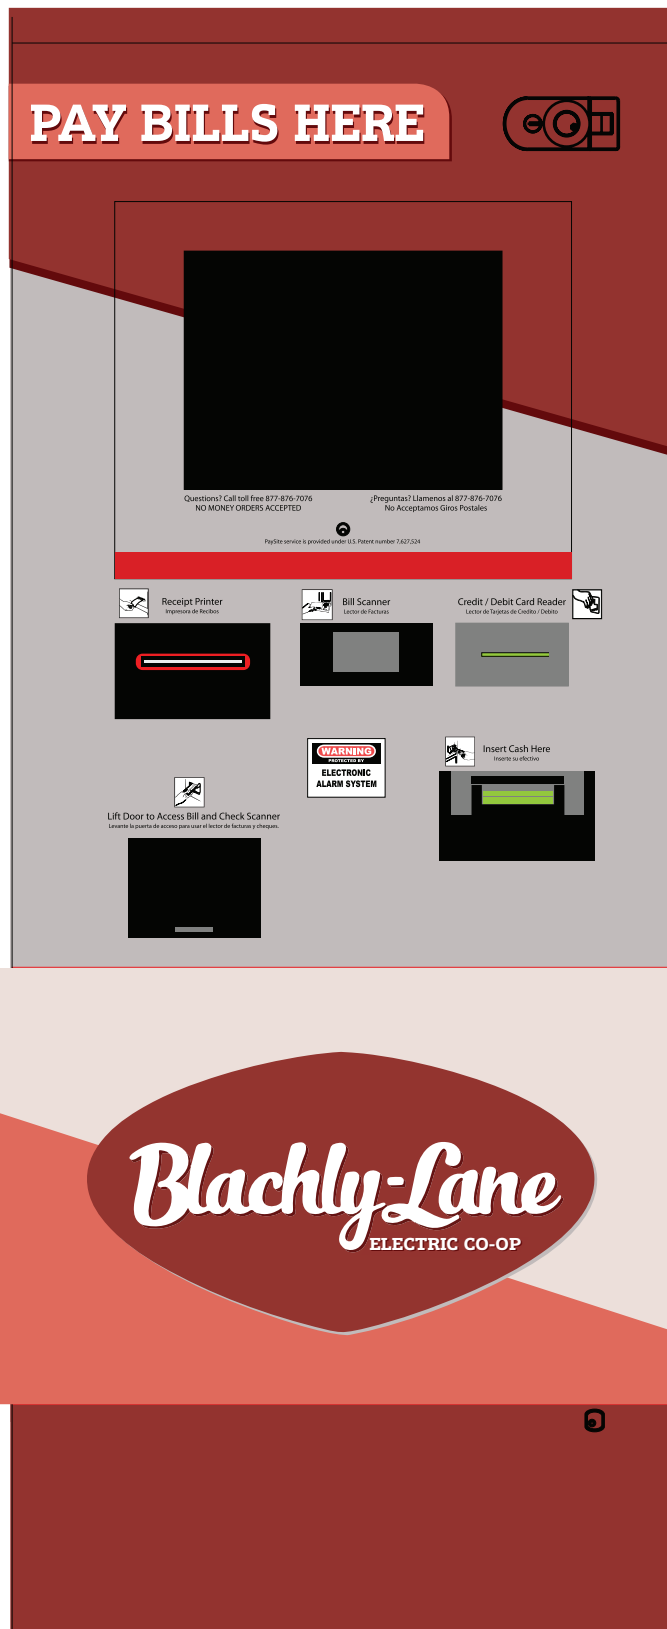 PAY BILLS HERE
Questions? Call toll free 877-876-7076
NO MONEY ORDERS ACCEPTED
¿Preguntas? Llamenos al 877-876-7076
No Acceptamos Giros Postales
PaySite service is provided under U.S. Patent number 7,627,524
Receipt Printer
Impresora de Recibos
Bill Scanner
Lector de Facturas
Credit / Debit Card Reader
Lector de Tarjetas de Credito / Debito
WARNING
PROTECTED BY
ELECTRONIC
ALARM SYSTEM
Insert Cash Here
Inserte su efectivo
Lift Door to Access Bill and Check Scanner
Levante la puerta de acceso para usar el lector de facturas y cheques.
Blachly-Lane
ELECTRIC CO-OP